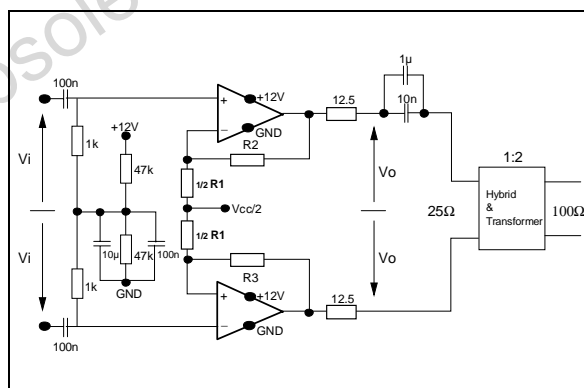 osole
100n
+
+12V
−
GND
12.5
1µ
10n
Vi
1k
+12V
47k
R2
1/2 R1
Vcc/2
1/2 R1
Vo
1:2
Hybrid
&
Transformer
25Ω
100Ω
10µ
47k
100n
GND
Vi
1k
R3
+
+12V
−
GND
12.5
Vo
100n